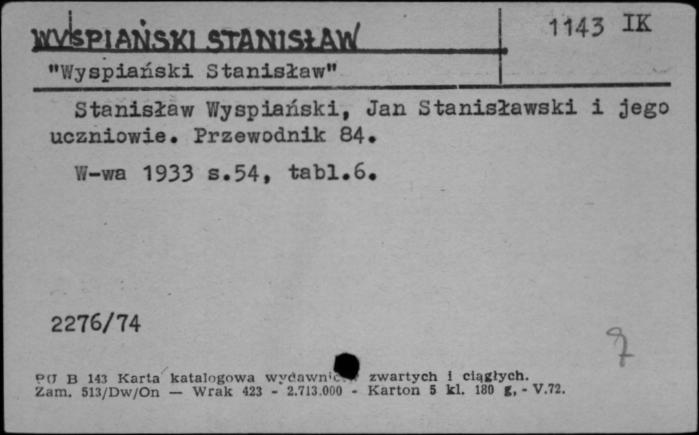 WYSPIAŃSKI STANISŁAW
1143 IK
"Wyspiański Stanisław"
Stanisław Wyspiański, Jan Stanisławski i jego
uczniowie. Przewodnik 84.
W-wa 1933 s.54, tabl.6.
2276/74
PU B 143 Karta katalogowa zwartych i ciągłych.
Zam. 513/Dw/On — Wrak 423 - 2.713.000 - Karton 5 kl. 180 g. - V.72.